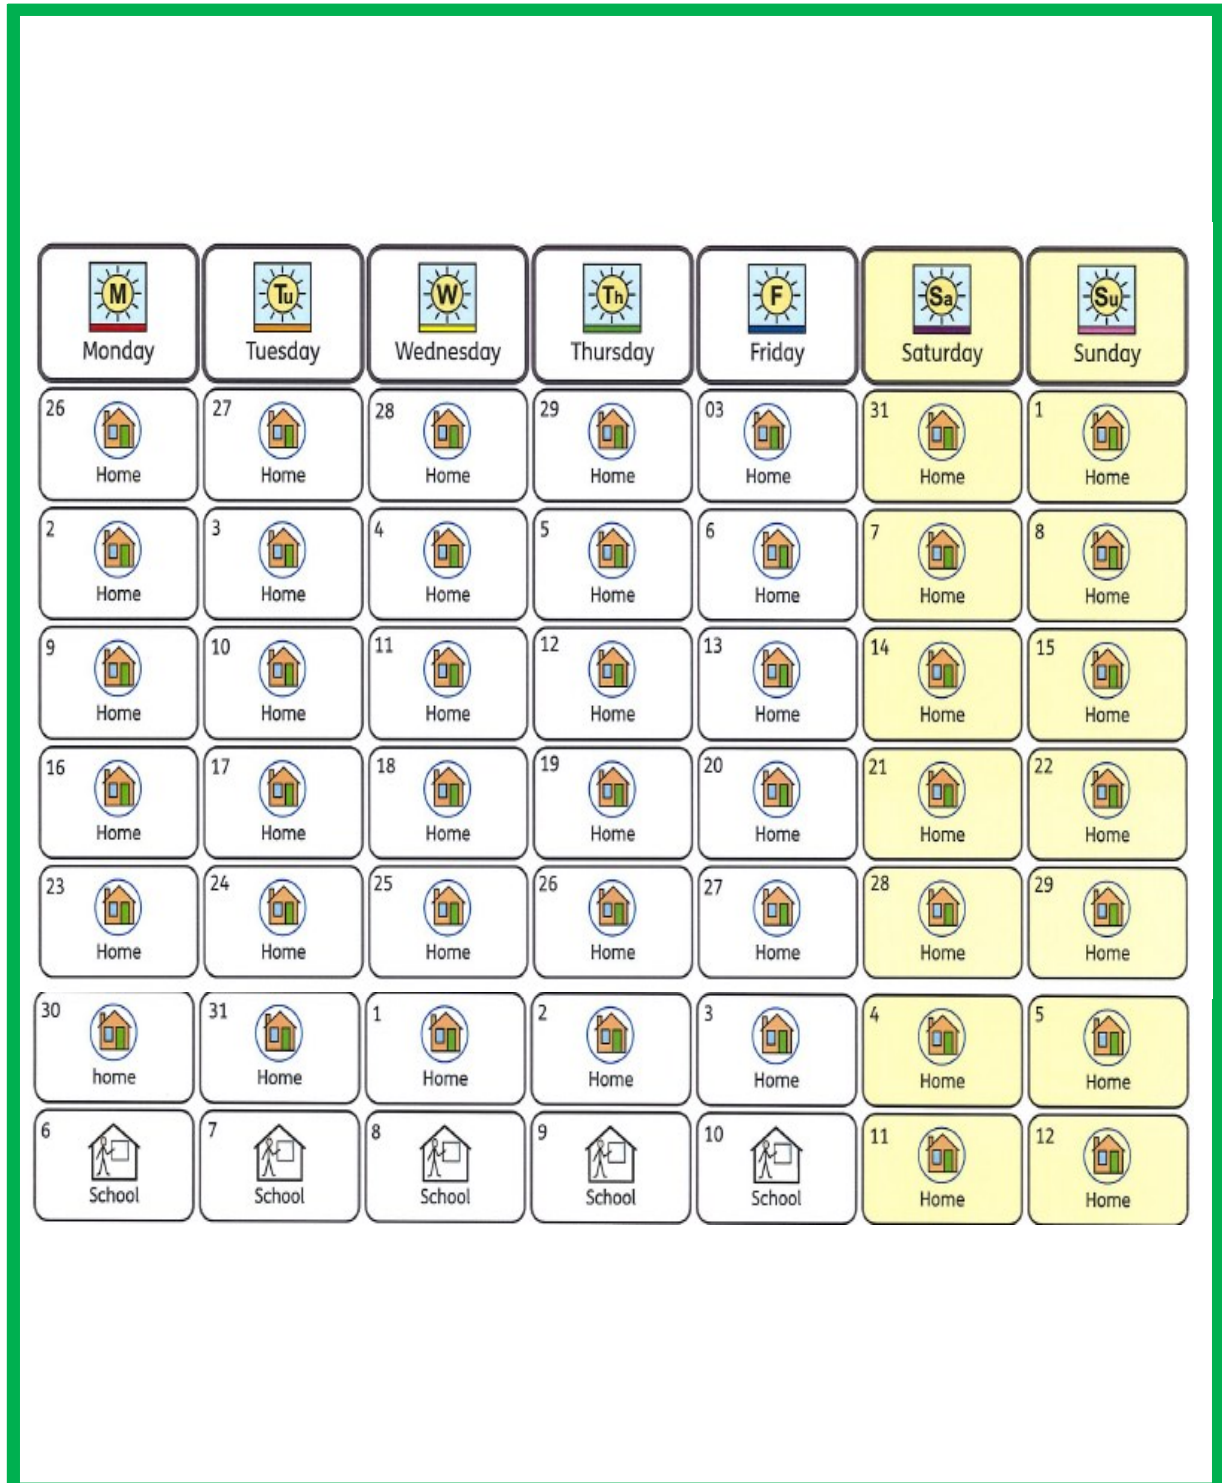 M Tu W Th F Sa Su
Monday Tuesday Wednesday Thursday Friday Saturday Sunday
26 27 28 29 03 31 1
Home Home Home Home Home Home Home
2 3 4 5 6 7 8
Home Home Home Home Home Home Home
9 10 11 12 13 14 15
Home Home Home Home Home Home Home
16 17 18 19 20 21 22
Home Home Home Home Home Home Home
23 24 25 26 27 28 29
Home Home Home Home Home Home Home
30 31 1 2 3 4 5
home Home Home Home Home Home Home
6 7 8 9 10 11 12
School School School School School Home Home